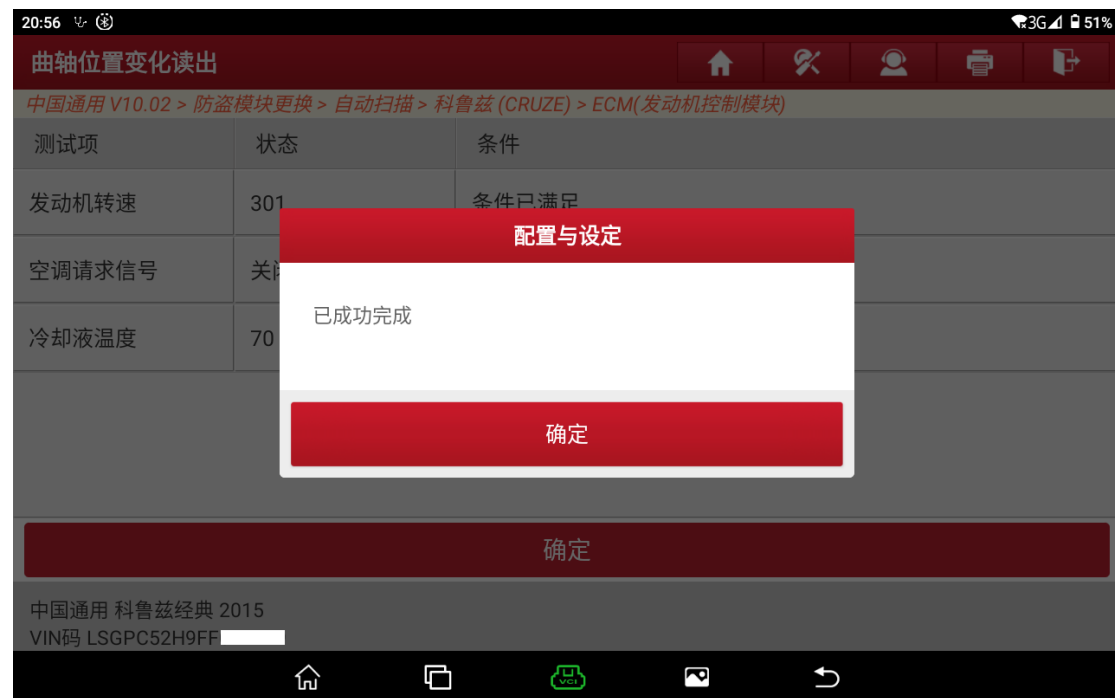 20:56 3G 51%
曲轴位置变化读出
中国通用 V10.02 > 防盗模块更换 > 自动扫描 > 科鲁兹 (CRUZE) > ECM(发动机控制模块)
测试项 状态 条件
发动机转速 301 条件已满足
配置与设定
空调请求信号 关闭
已成功完成
冷却液温度 70
确定
确定
中国通用 科鲁兹经典 2015
VIN码 LSGPC52H9FF
VCI